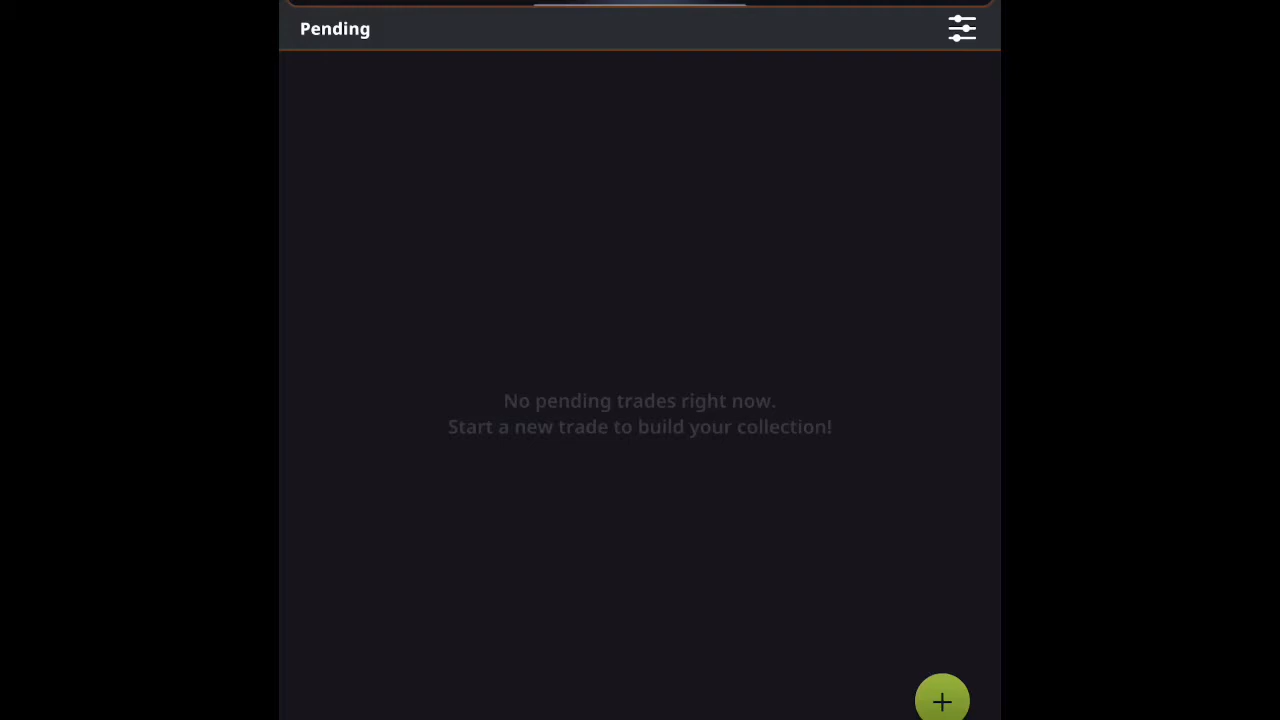 Pending
No pending trades right now.
Start a new trade to build your collection!